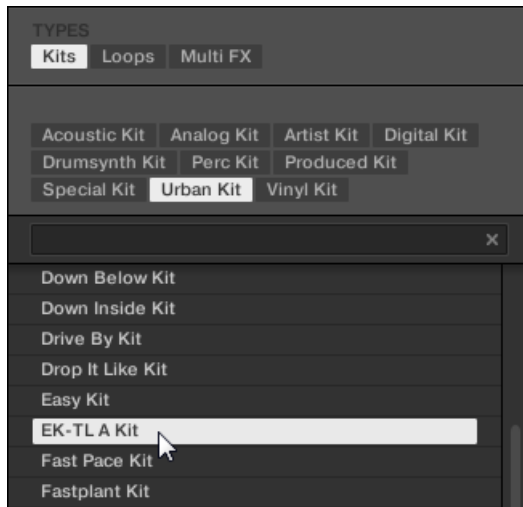 TYPES
Kits Loops Multi FX
Acoustic Kit Analog Kit Artist Kit Digital Kit
Drumsynth Kit Perc Kit Produced Kit
Special Kit Urban Kit Vinyl Kit
Down Below Kit
Down Inside Kit
Drive By Kit
Drop It Like Kit
Easy Kit
EK-TL A Kit
Fast Pace Kit
Fastplant Kit